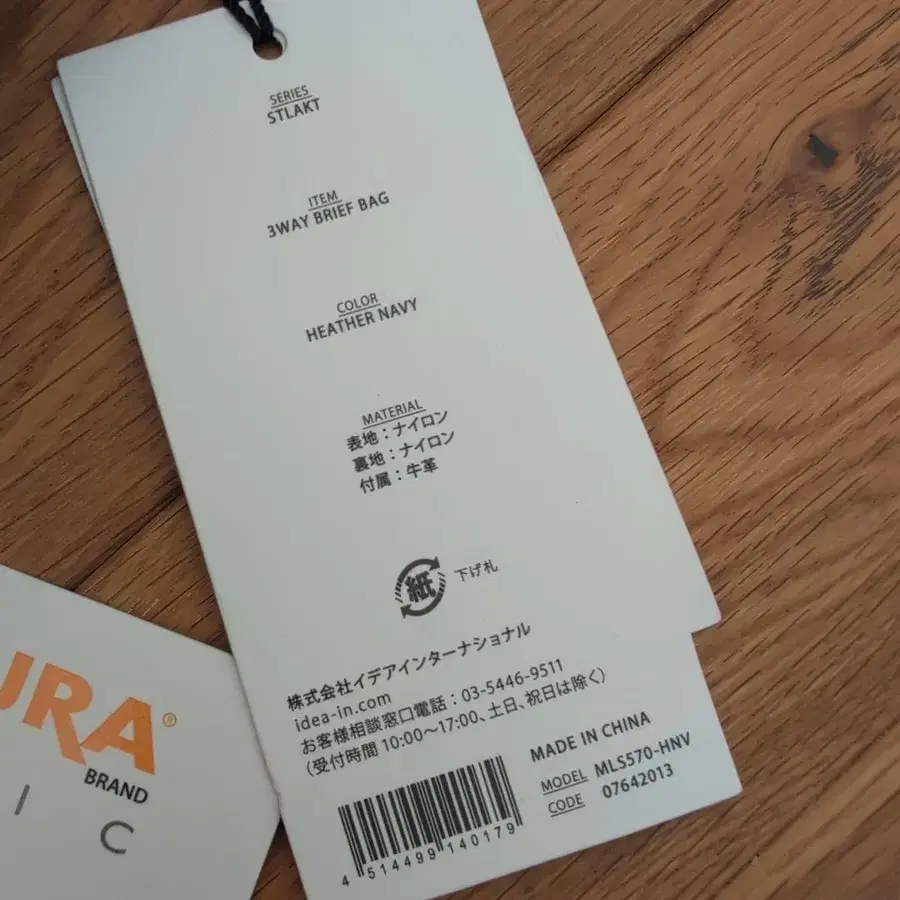 SERIES
STLAKT
ITEM
3WAY BRIEF BAG
COLOR
HEATHER NAVY
MATERIAL
表地：ナイロン
裏地：ナイロン
付属：牛革
紙 下げ札
株式会社イデアインターナショナル
idea-in.com
お客様相談窓口電話：03-5446-9511
（受付時間 10:00〜17:00、土日、祝日は除く）
MADE IN CHINA
MODEL MLS570-HNV
CODE 07642013
4 514499 140179
URA®
BRAND
I C